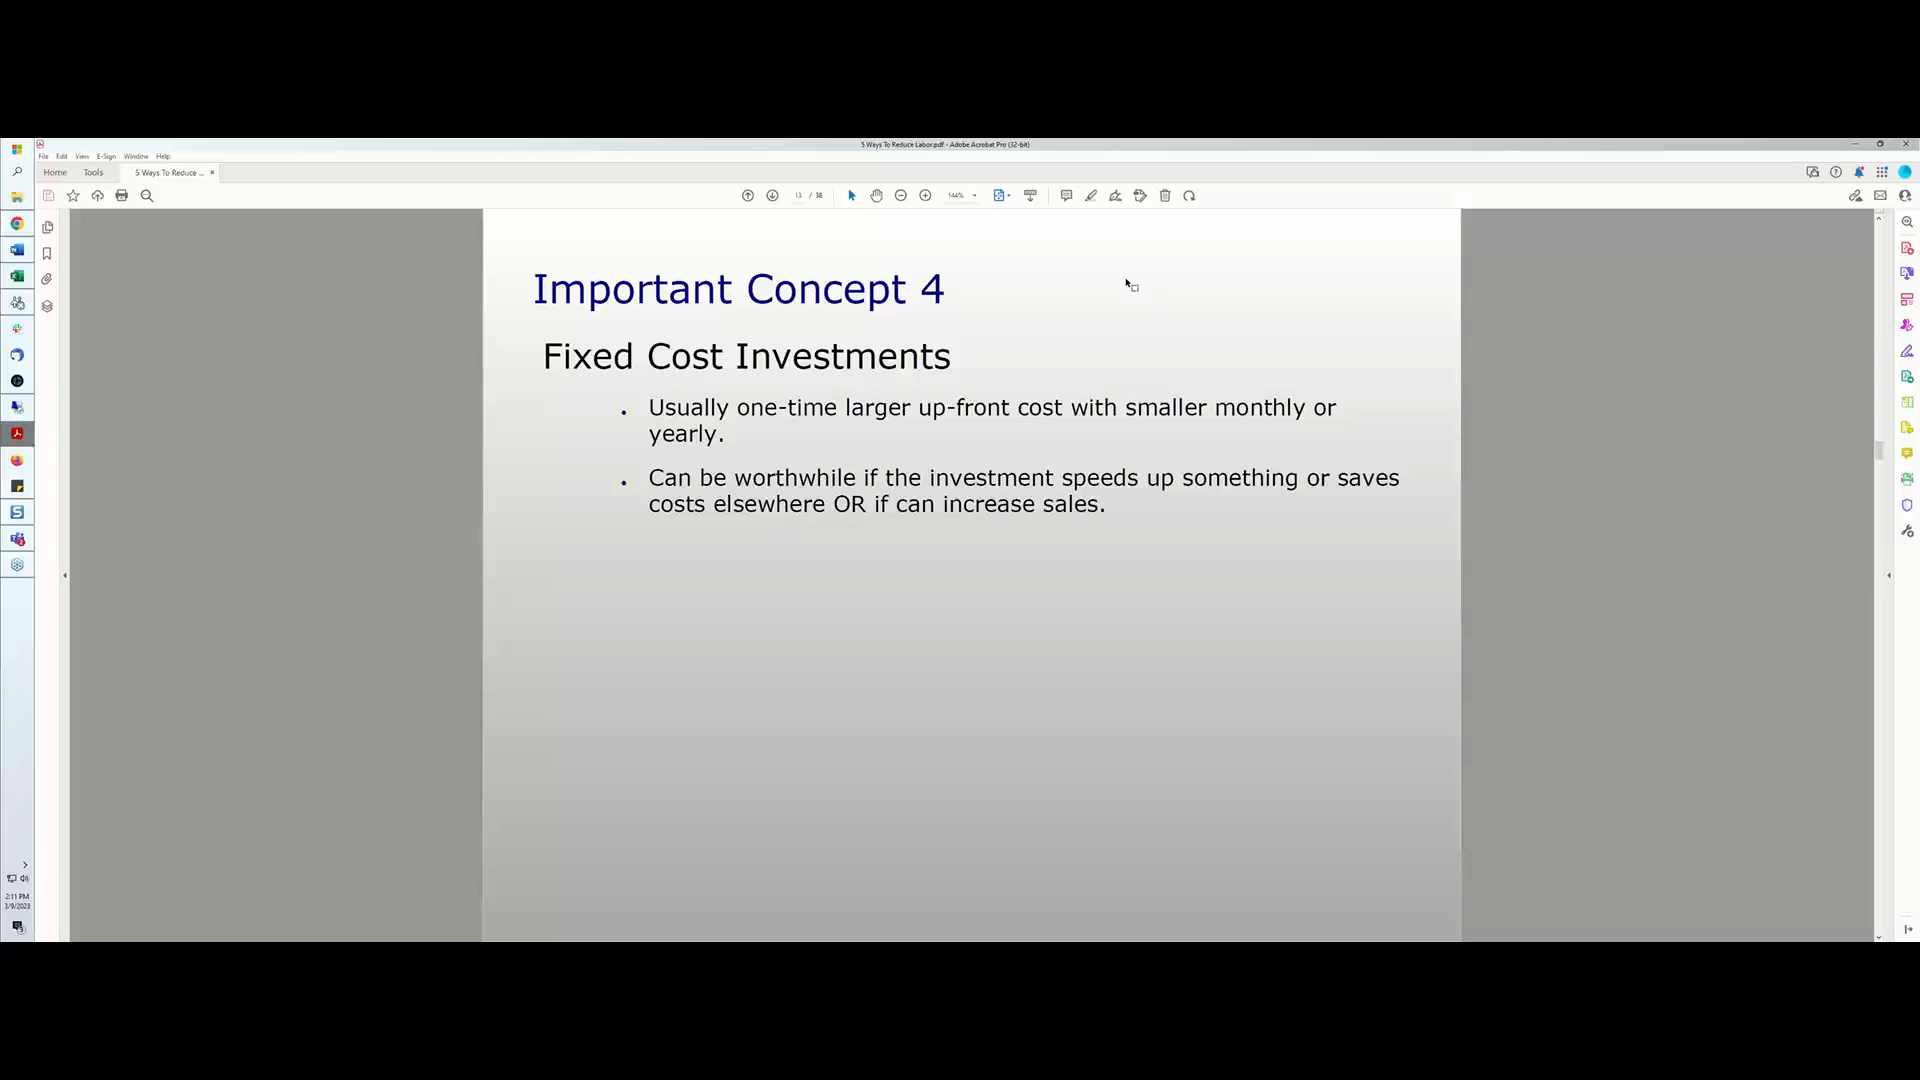 5 Ways To Reduce Labor.pdf - Adobe Acrobat Pro (32-bit)
File Edit View E-Sign Window Help
Home Tools 5 Ways To Reduce ... ×
13 / 38 144%
Important Concept 4
Fixed Cost Investments
• Usually one-time larger up-front cost with smaller monthly or
yearly.
• Can be worthwhile if the investment speeds up something or saves
costs elsewhere OR if can increase sales.
2:11 PM
3/9/2023